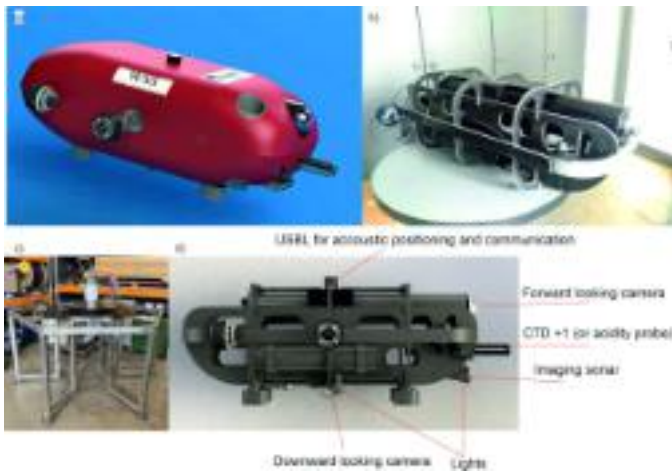 b)
c)
USBL for accoustic positioning and communication
Forward looking camera
CTD +1 (or acidity probe)
Imaging sonar
Downward looking camera
Lights